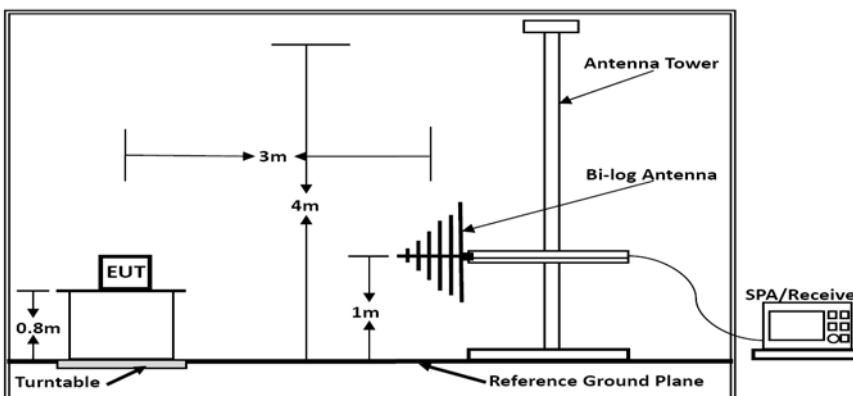 Antenna Tower
3m
Bi-log Antenna
4m
EUT
SPA/Receive
0.8m
1m
Turntable
Reference Ground Plane